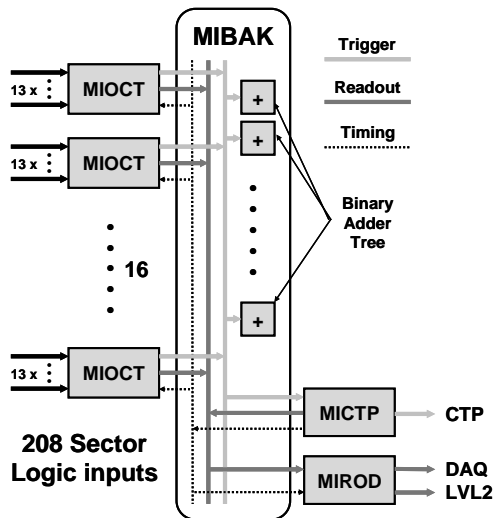 MIBAK
Trigger
Readout
Timing
13 x
MIOCT
+
13 x
MIOCT
+
Binary
Adder
Tree
16
+
13 x
MIOCT
MICTP
CTP
208 Sector
Logic inputs
MIROD
DAQ
LVL2